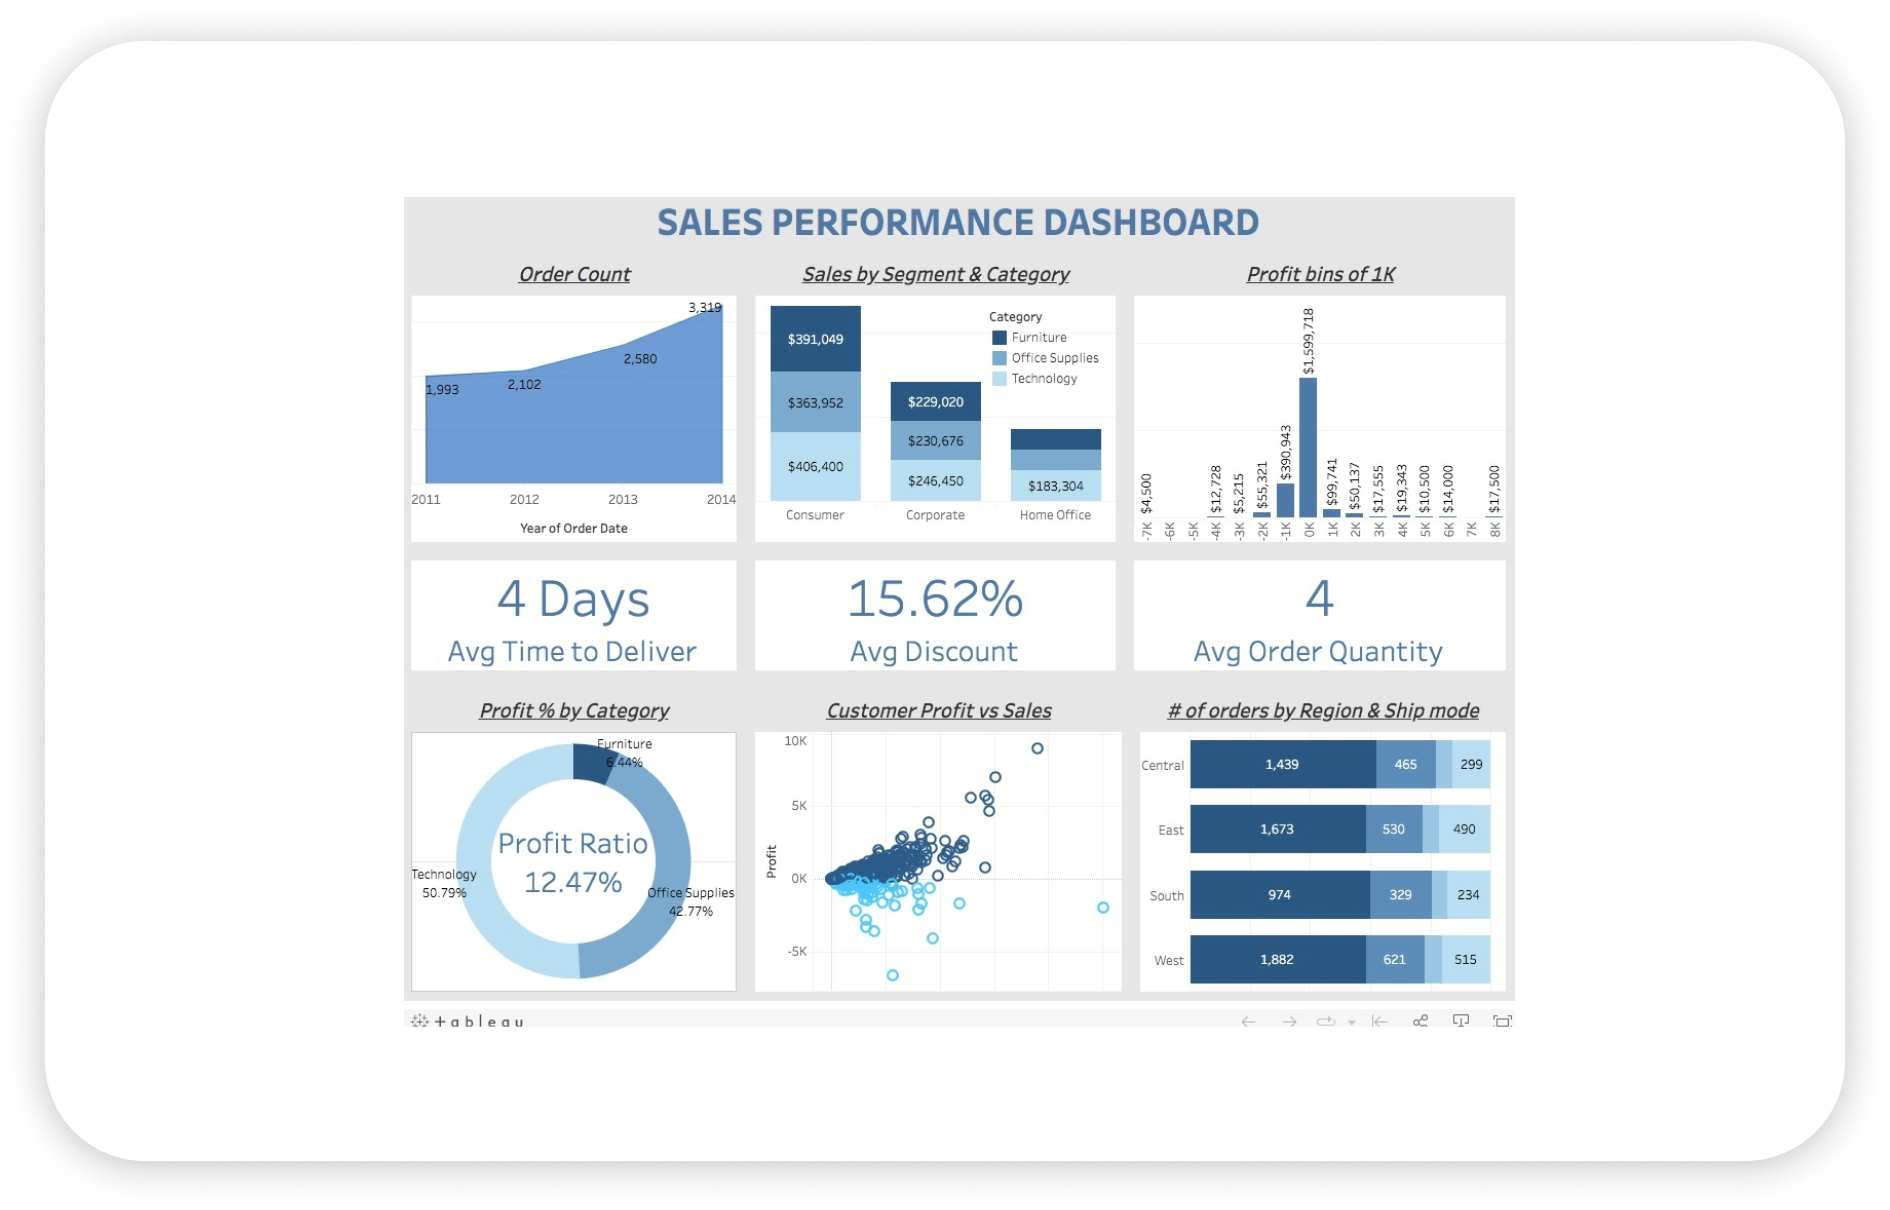 SALES PERFORMANCE DASHBOARD
Order Count
3,319
2,580
2,102
1,993
2011 2012 2013 2014
Year of Order Date
Sales by Segment & Category
Category
Furniture
Office Supplies
Technology
$391,049
$363,952
$406,400
$229,020
$230,676
$246,450
$183,304
Consumer Corporate Home Office
Profit bins of 1K
$4,500
$12,728
$5,215
$55,321
$390,943
$1,599,718
$99,741
$50,137
$17,555
$19,343
$10,500
$14,000
$17,500
-7K -6K -5K -4K -3K -2K -1K 0K 1K 2K 3K 4K 5K 6K 7K 8K
4 Days
Avg Time to Deliver
15.62%
Avg Discount
4
Avg Order Quantity
Profit % by Category
Furniture
6.44%
Profit Ratio
12.47%
Technology
50.79%
Office Supplies
42.77%
Customer Profit vs Sales
10K
5K
0K
-5K
Profit
# of orders by Region & Ship mode
Central 1,439 465 299
East 1,673 530 490
South 974 329 234
West 1,882 621 515
+ableau